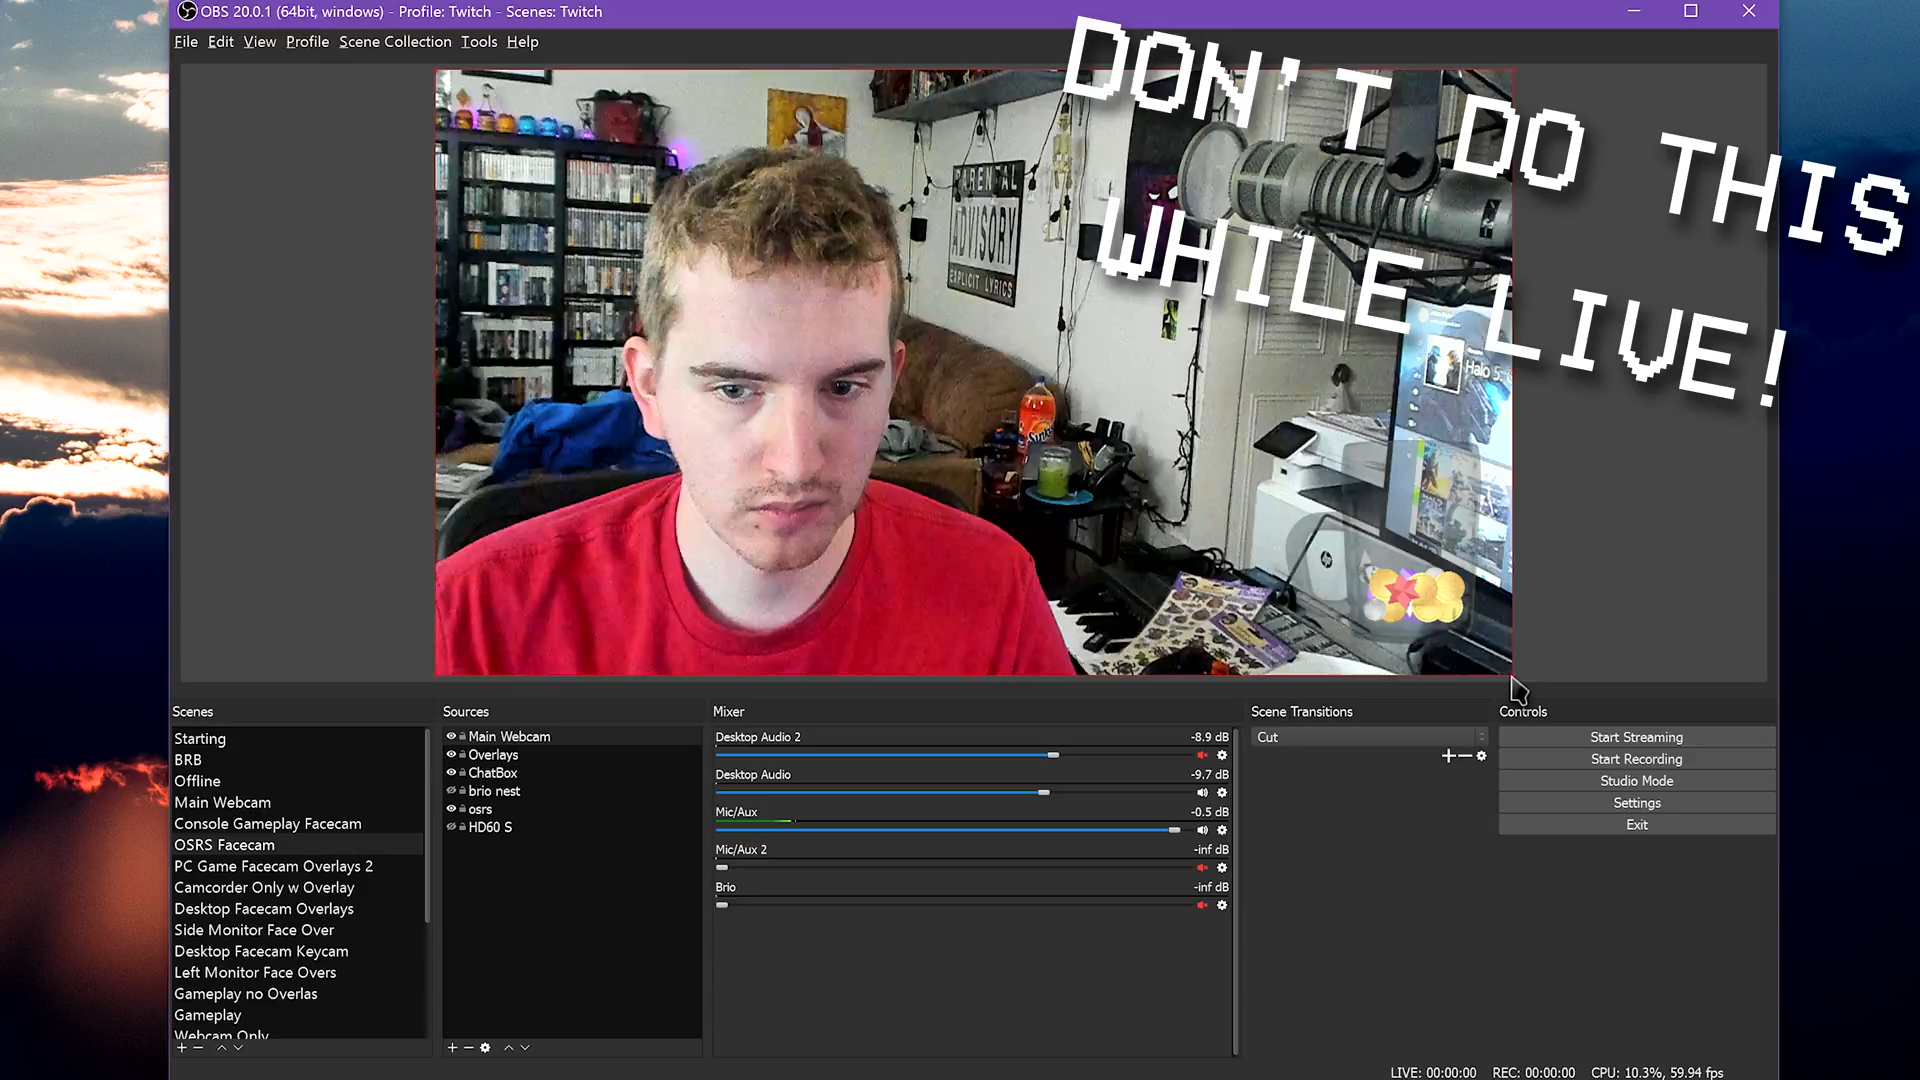 OBS 20.0.1 (64bit, windows) - Profile: Twitch - Scenes: Twitch
File Edit View Profile Scene Collection Tools Help
DON'T DO THIS
WHILE LIVE!
PARENTAL
ADVISORY
EXPLICIT LYRICS
Halo 5:
hp
Scenes
Starting
BRB
Offline
Main Webcam
Console Gameplay Facecam
OSRS Facecam
PC Game Facecam Overlays 2
Camcorder Only w Overlay
Desktop Facecam Overlays
Side Monitor Face Over
Desktop Facecam Keycam
Left Monitor Face Overs
Gameplay no Overlas
Gameplay
Webcam Only
Sources
Main Webcam
Overlays
ChatBox
brio nest
osrs
HD60 S
Mixer
Desktop Audio 2 -8.9 dB
Desktop Audio -9.7 dB
Mic/Aux -0.5 dB
Mic/Aux 2 -inf dB
Brio -inf dB
Scene Transitions
Cut
Controls
Start Streaming
Start Recording
Studio Mode
Settings
Exit
LIVE: 00:00:00 REC: 00:00:00 CPU: 10.3%, 59.94 fps